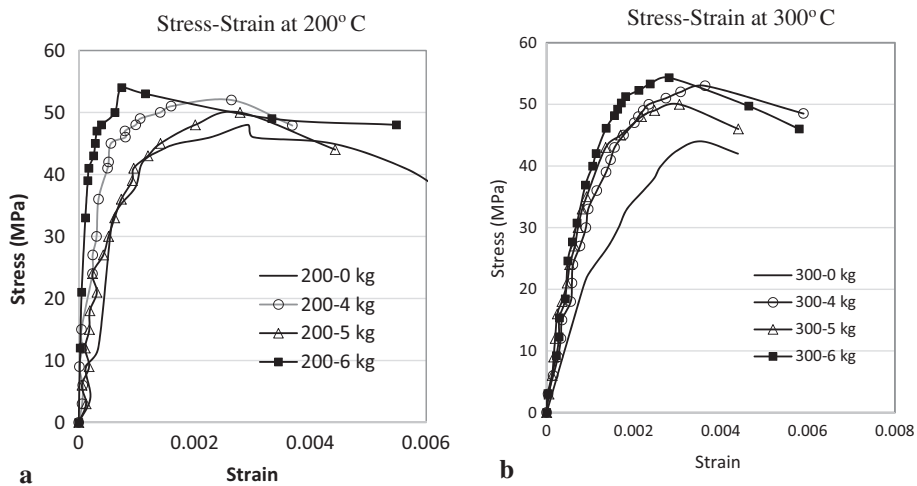 Stress-Strain at 200°C
60
50
40
30
20
10
0
Stress (MPa)
200-0 kg
200-4 kg
200-5 kg
200-6 kg
0 0.002 0.004 0.006
Strain
a
Stress-Strain at 300°C
60
50
40
30
20
10
0
Stress (MPa)
300-0 kg
300-4 kg
300-5 kg
300-6 kg
0 0.002 0.004 0.006 0.008
Strain
b